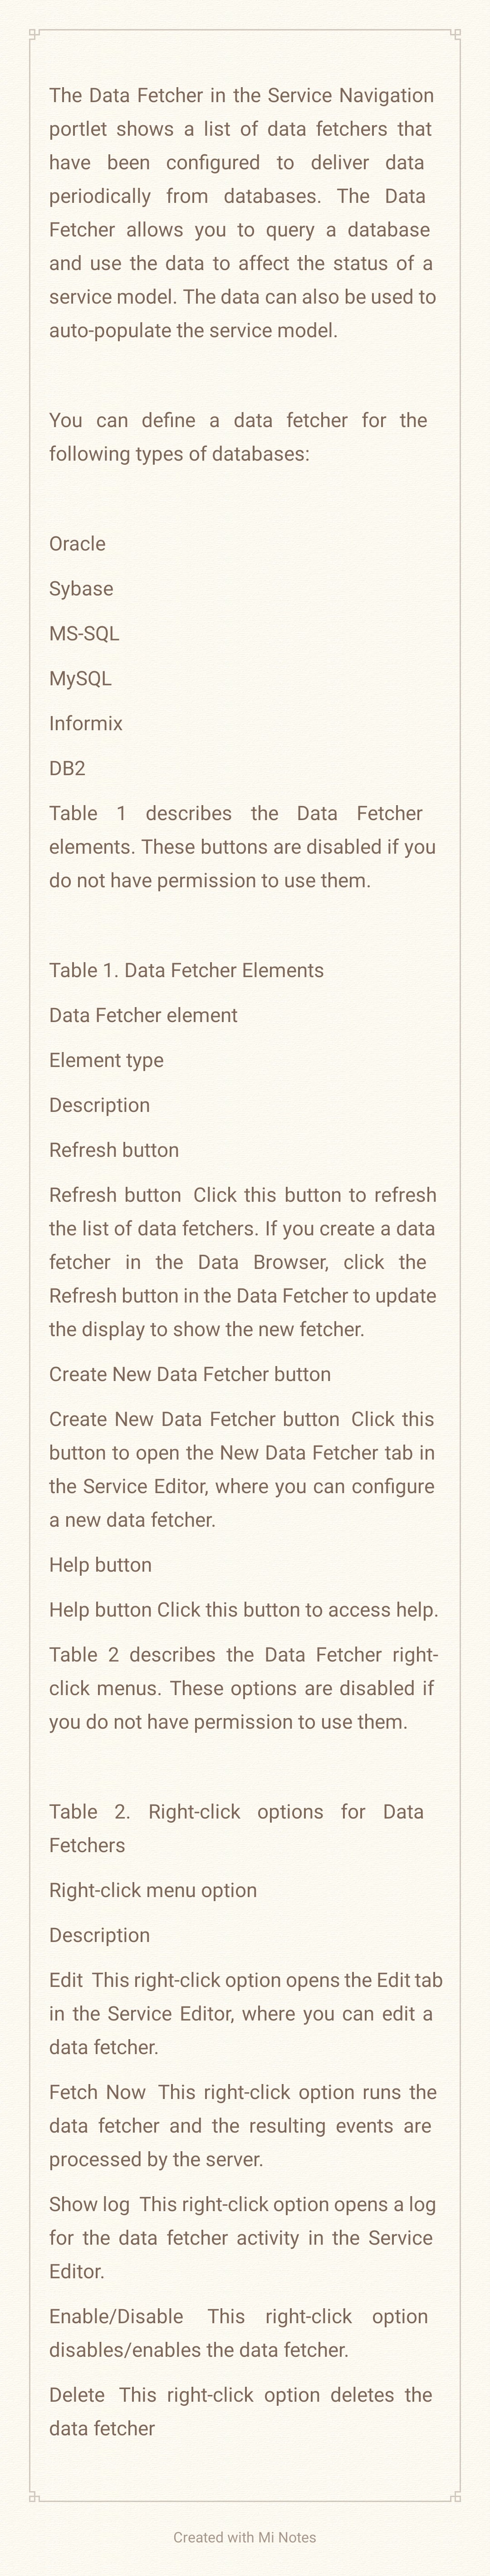 The Data Fetcher in the Service Navigation
portlet shows a list of data fetchers that
have been configured to deliver data
periodically from databases. The Data
Fetcher allows you to query a database
and use the data to affect the status of a
service model. The data can also be used to
auto-populate the service model.
You can define a data fetcher for the
following types of databases:
Oracle
Sybase
MS-SQL
MySQL
Informix
DB2
Table 1 describes the Data Fetcher
elements. These buttons are disabled if you
do not have permission to use them.
Table 1. Data Fetcher Elements
Data Fetcher element
Element type
Description
Refresh button
Refresh button Click this button to refresh
the list of data fetchers. If you create a data
fetcher in the Data Browser, click the
Refresh button in the Data Fetcher to update
the display to show the new fetcher.
Create New Data Fetcher button
Create New Data Fetcher button Click this
button to open the New Data Fetcher tab in
the Service Editor, where you can configure
a new data fetcher.
Help button
Help button Click this button to access help.
Table 2 describes the Data Fetcher right-
click menus. These options are disabled if
you do not have permission to use them.
Table 2. Right-click options for Data
Fetchers
Right-click menu option
Description
Edit This right-click option opens the Edit tab
in the Service Editor, where you can edit a
data fetcher.
Fetch Now This right-click option runs the
data fetcher and the resulting events are
processed by the server.
Show log This right-click option opens a log
for the data fetcher activity in the Service
Editor.
Enable/Disable This right-click option
disables/enables the data fetcher.
Delete This right-click option deletes the
data fetcher
Created with Mi Notes